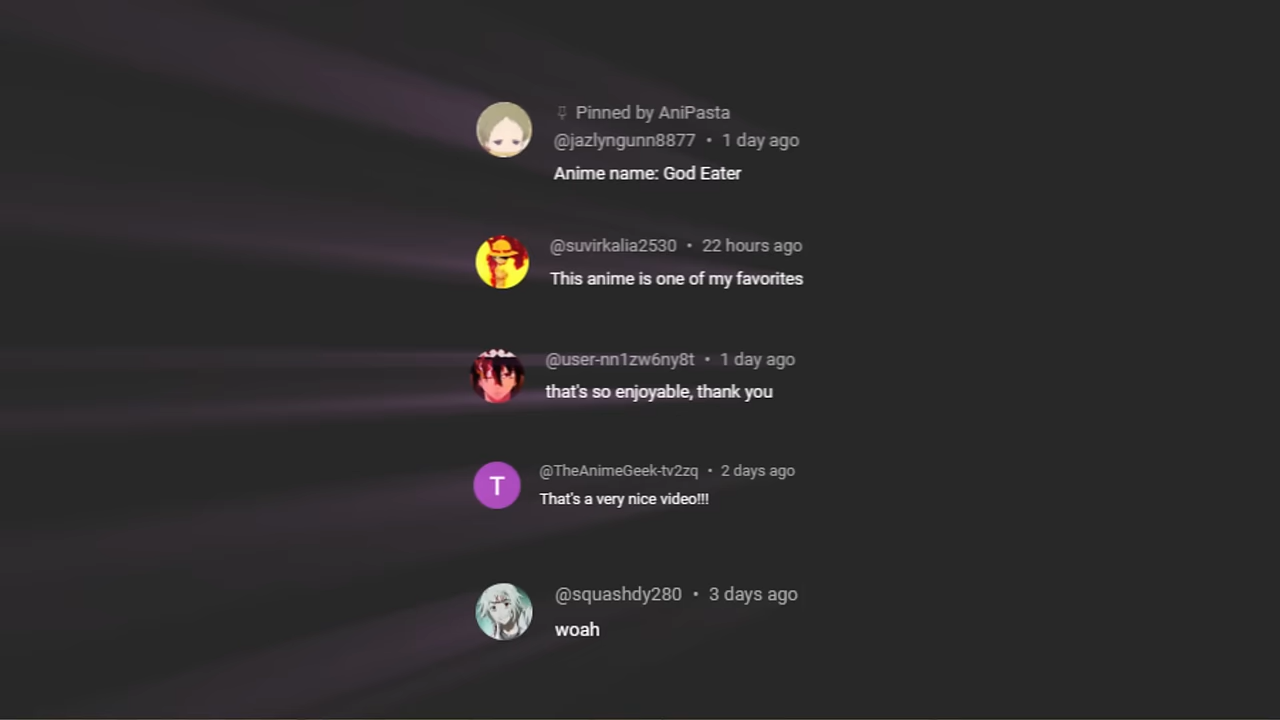 Pinned by AniPasta
@jazlyngunn8877 • 1 day ago
Anime name: God Eater
@suvirkalia2530 • 22 hours ago
This anime is one of my favorites
@user-nn1zw6ny8t • 1 day ago
that's so enjoyable, thank you
T
@TheAnimeGeek-tv2zq • 2 days ago
That's a very nice video!!!
@squashdy280 • 3 days ago
woah